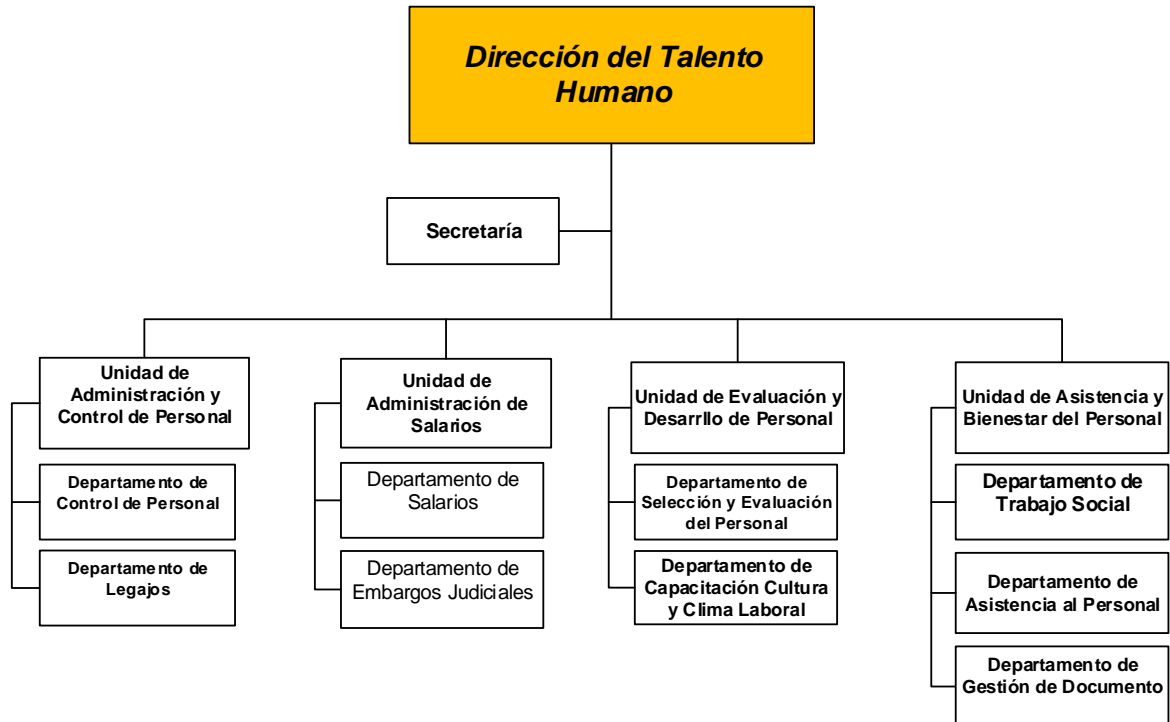 Dirección del Talento
Humano
Secretaría
Unidad de
Administración y
Control de Personal
Departamento de
Control de Personal
Departamento de
Legajos
Unidad de
Administración de
Salarios
Departamento de
Salarios
Departamento de
Embargos Judiciales
Unidad de Evaluación y
Desarrllo de Personal
Departamento de
Selección y Evaluación
del Personal
Departamento de
Capacitación Cultura
y Clima Laboral
Unidad de Asistencia y
Bienestar del Personal
Departamento de
Trabajo Social
Departamento de
Asistencia al Personal
Departamento de
Gestión de Documento